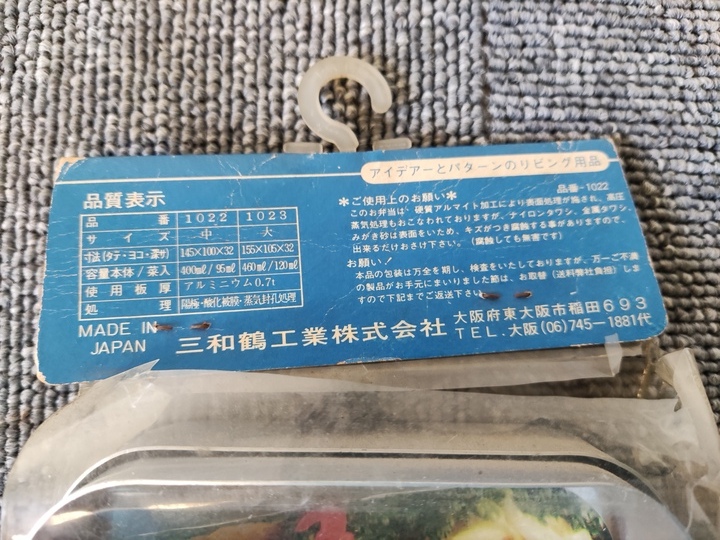 アイデアーとパターンのリビング用品
品質表示
品番 1022 1023
サイズ 中 大
寸法(タテ・ヨコ・深サ) 145×100×32 155×105×32
容量本体/菜入 400㎖/95㎖ 460㎖/120㎖
使用板厚 アルミニウム0.7t
処理 陽極・酸化被膜・蒸気封孔処理
MADE IN
JAPAN
品番-1022
*ご使用上のお願い*
このお弁当は、硬質アルマイト加工により表面処理が施され、高圧
蒸気処理もおこなわれておりますが、ナイロンタワシ、金属タワシ、
みがき砂は表面をいため、キズがつき腐触する事がありますので、
出来るだけおさけ下さい。(腐触しても無害です)
お願い!
本品の包装は万全を期し、検査をいたしておりますが、万一ご不満
の製品がお手元にまいりました節は、お取替(送料弊社負担)しま
すので下記までご返送下さい
三和鶴工業株式会社
大阪府東大阪市稲田693
TEL.大阪(06)745-1881代